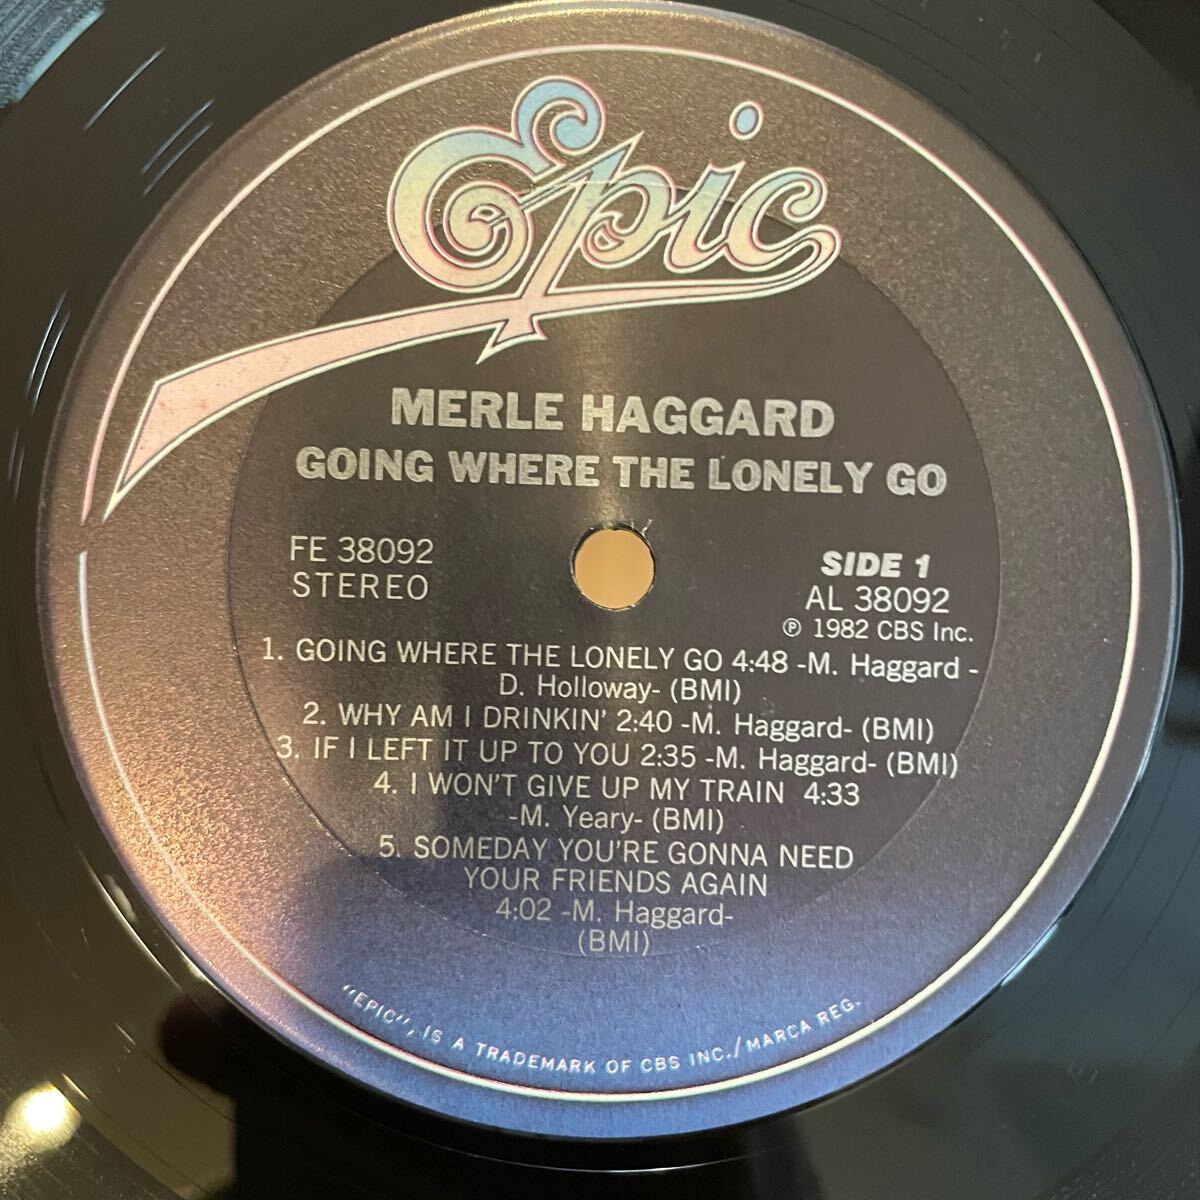 Epic
MERLE HAGGARD
GOING WHERE THE LONELY GO
FE 38092
STEREO
SIDE 1
AL 38092
℗ 1982 CBS Inc.
1. GOING WHERE THE LONELY GO 4:48 -M. Haggard -
D. Holloway- (BMI)
2. WHY AM I DRINKIN' 2:40 -M. Haggard- (BMI)
3. IF I LEFT IT UP TO YOU 2:35 -M. Haggard- (BMI)
4. I WON'T GIVE UP MY TRAIN 4:33
-M. Yeary- (BMI)
5. SOMEDAY YOU'RE GONNA NEED
YOUR FRIENDS AGAIN
4:02 -M. Haggard-
(BMI)
"EPIC", IS A TRADEMARK OF CBS INC./MARCA REG.